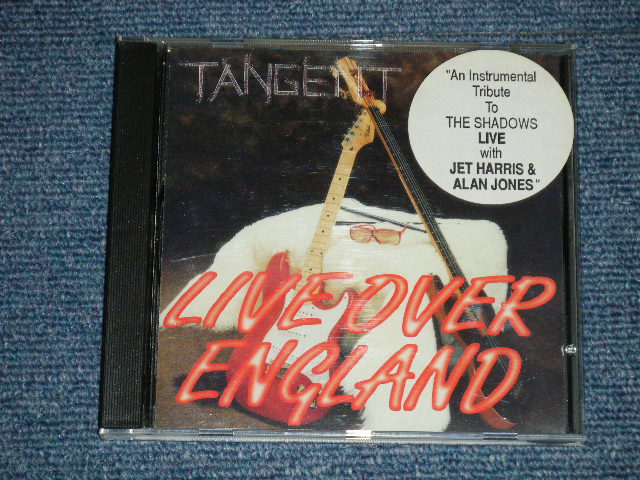 TANGENT
"An Instrumental
Tribute
To
THE SHADOWS
LIVE
with
JET HARRIS &
ALAN JONES"
LIVE OVER
ENGLAND